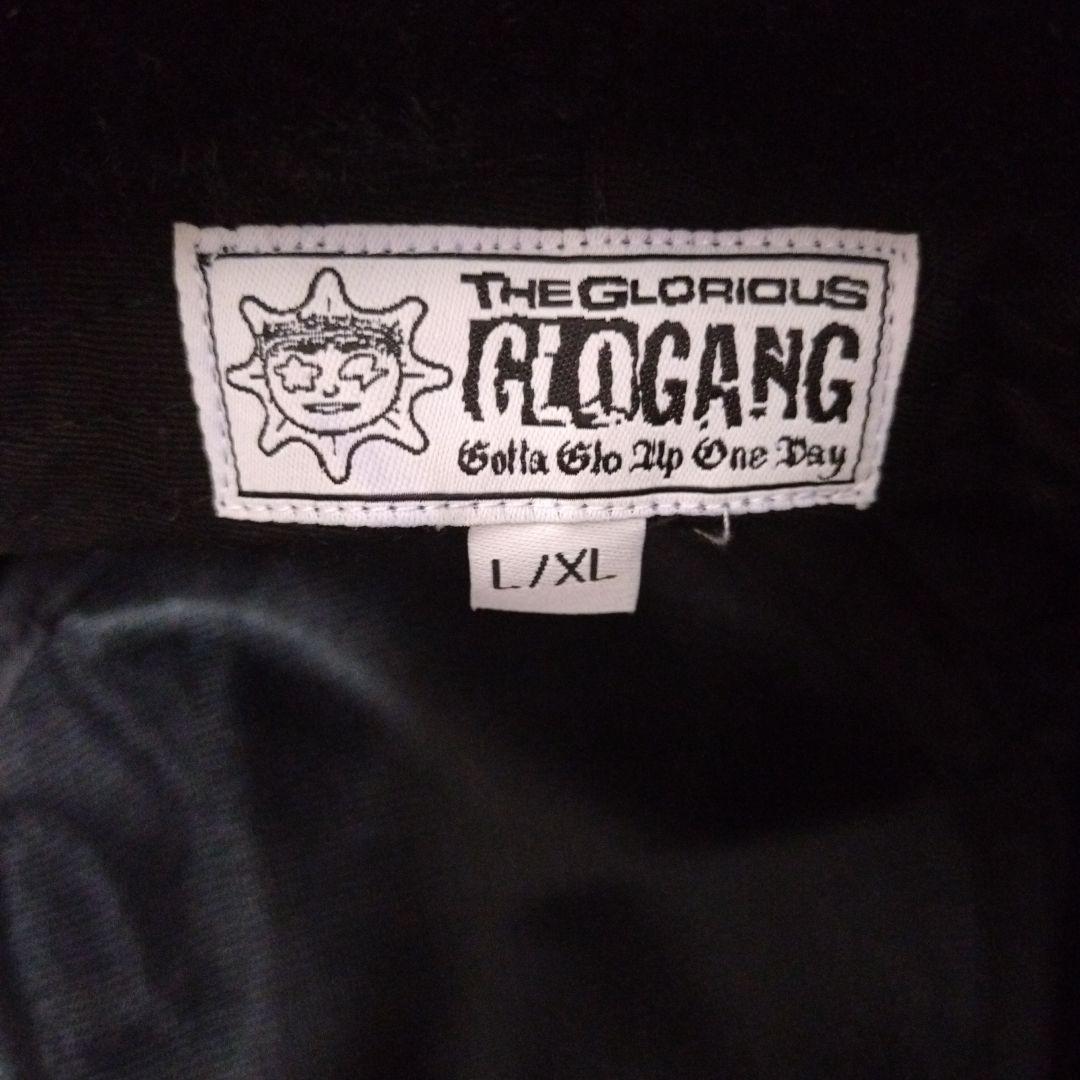 THE GLORIOUS
GLOGANG
Gotta Glo Up One Day
L/XL